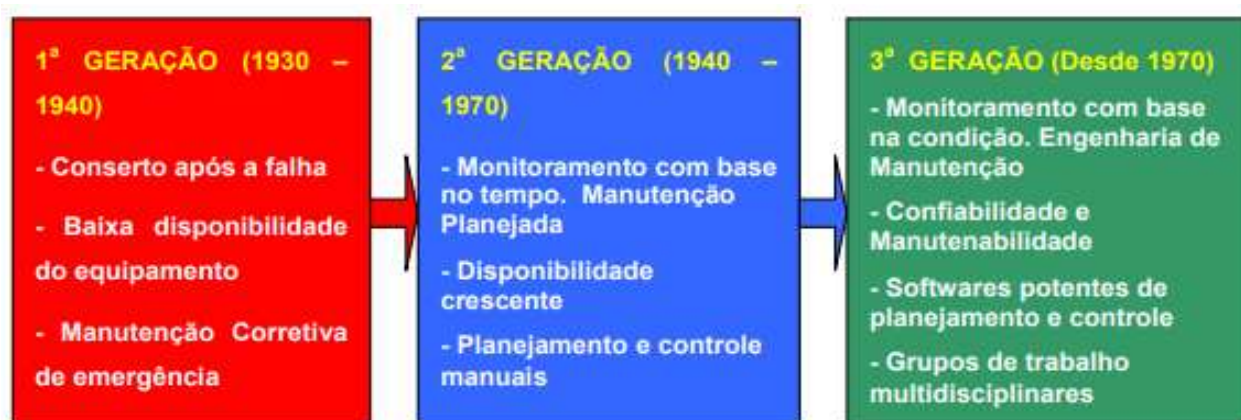 1ª GERAÇÃO (1930 –
1940)
- Conserto após a falha
- Baixa disponibilidade
do equipamento
- Manutenção Corretiva
de emergência
2ª GERAÇÃO (1940 –
1970)
- Monitoramento com base
no tempo. Manutenção
Planejada
- Disponibilidade
crescente
- Planejamento e controle
manuais
3ª GERAÇÃO (Desde 1970)
- Monitoramento com base
na condição. Engenharia de
Manutenção
- Confiabilidade e
Manutenabilidade
- Softwares potentes de
planejamento e controle
- Grupos de trabalho
multidisciplinares